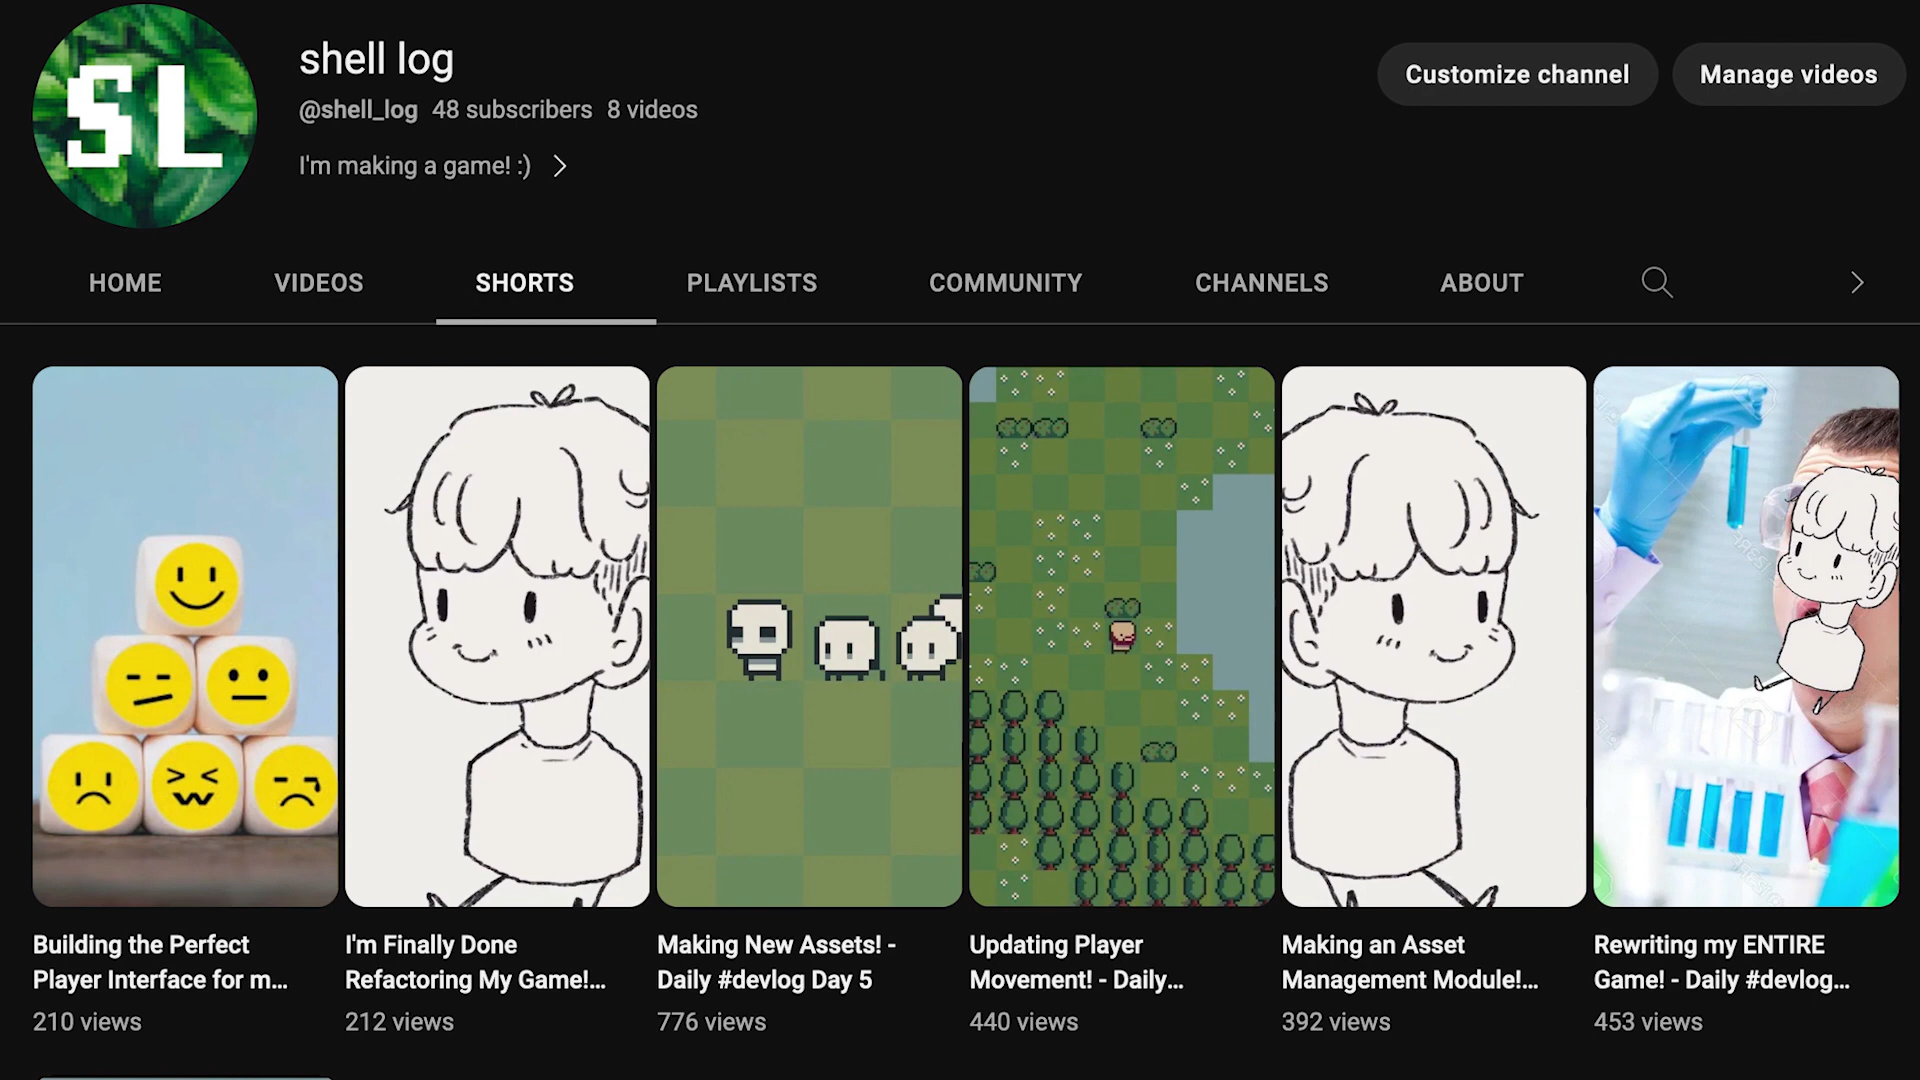 SL
shell log
@shell_log 48 subscribers 8 videos
I'm making a game! :)
Customize channel
Manage videos
HOME VIDEOS SHORTS PLAYLISTS COMMUNITY CHANNELS ABOUT
Building the Perfect
Player Interface for m...
210 views
I'm Finally Done
Refactoring My Game!...
212 views
Making New Assets! -
Daily #devlog Day 5
776 views
Updating Player
Movement! - Daily...
440 views
Making an Asset
Management Module!...
392 views
Rewriting my ENTIRE
Game! - Daily #devlog...
453 views